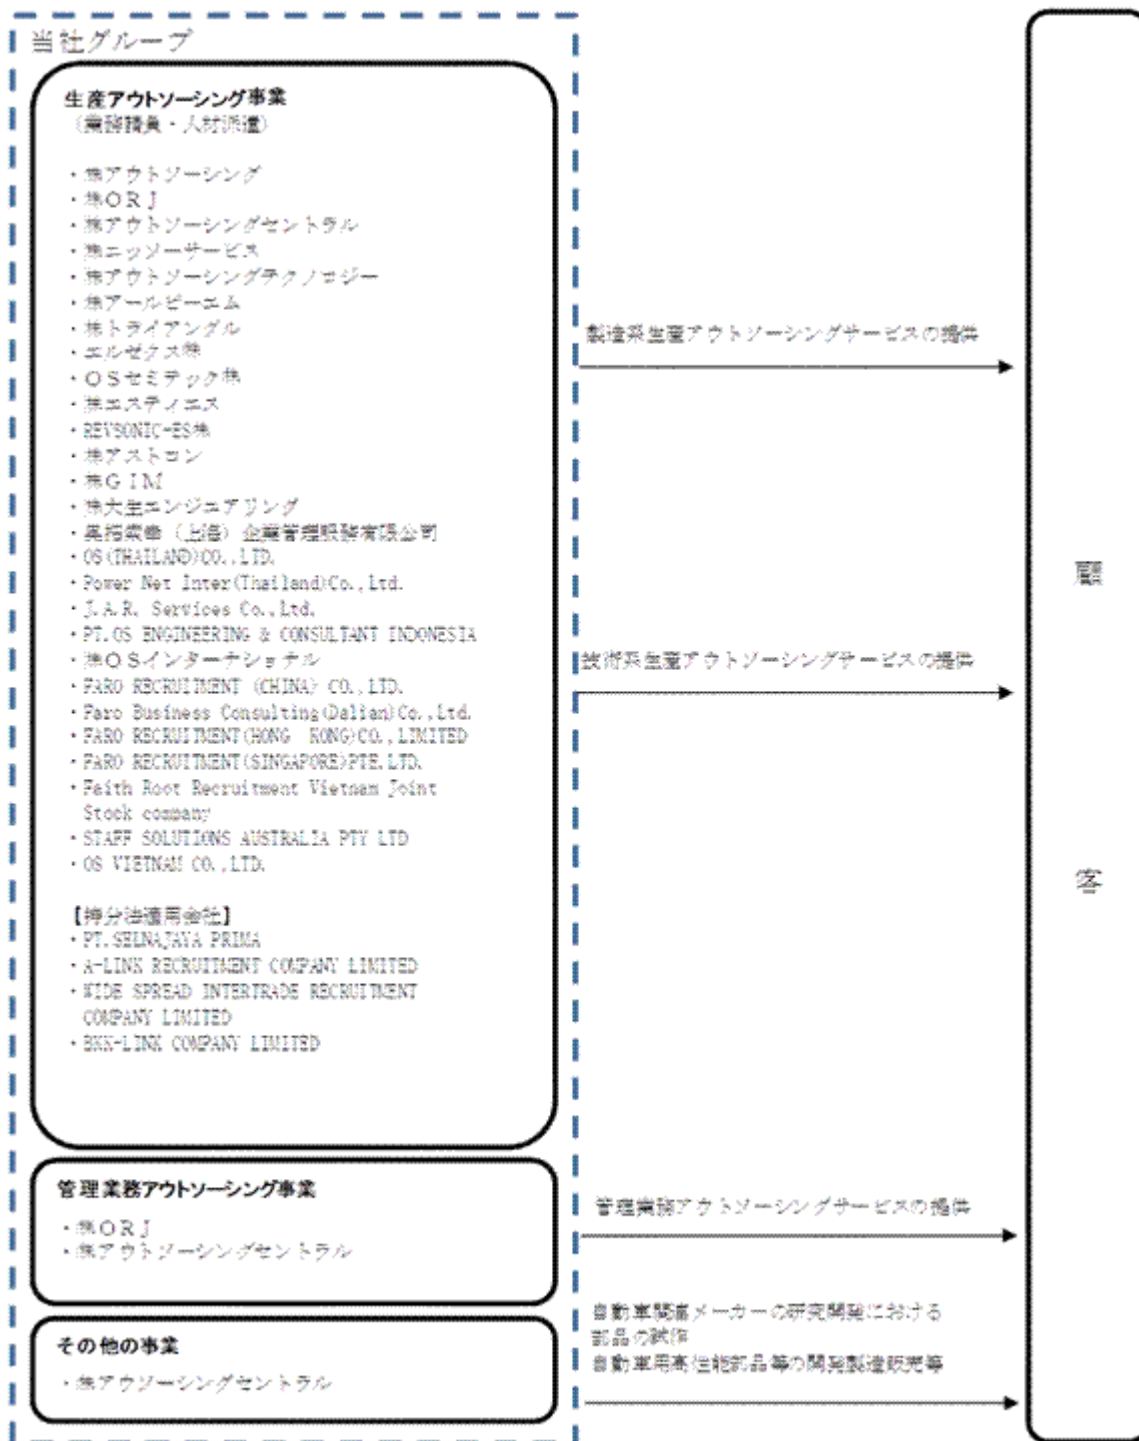 当社グループ
生産アウトソーシング事業
（業務請負・人材派遣）
・㈱アウトソーシング
・㈱ＯＲＪ
・㈱アウトソーシングセントラル
・㈱エッソーサービス
・㈱アウトソーシングテクノロジー
・㈱アールピーエム
・㈱トライアングル
・エルゼクス㈱
・ＯＳセミテック㈱
・㈱エスティエス
・REVSONIC-ES㈱
・㈱アストロン
・㈱ＧＩＭ
・㈱大生エンジニアリング
（上海）企業管理服務有限公司
・OS(THAILAND)CO.,LTD.
・Power Net Inter(Thailand)Co.,Ltd.
・J.A.R. Services Co.,Ltd.
・PT.OS ENGINEERING & CONSULTANT INDONESIA
・㈱ＯＳインターナショナル
・FARO RECRUITMENT (CHINA) CO.,LTD.
・Faro Business Consulting(Dalian)Co.,Ltd.
・FARO RECRUITMENT(HONG KONG)CO.,LIMITED
・FARO RECRUITMENT(SINGAPORE)PTE.LTD.
・Faith Root Recruitment Vietnam Joint
Stock company
・STAFF SOLUTIONS AUSTRALIA PTY LTD
・OS VIETNAM CO.,LTD.
【持分法適用会社】
・PT.SELNAJAYA PRIMA
・A-LINK RECRUITMENT COMPANY LIMITED
・WIDE SPREAD INTERTRADE RECRUITMENT
COMPANY LIMITED
・BKK-LINK COMPANY LIMITED
製造系生産アウトソーシングサービスの提供
技術系生産アウトソーシングサービスの提供
管理業務アウトソーシング事業
・㈱ＯＲＪ
・㈱アウトソーシングセントラル
管理業務アウトソーシングサービスの提供
その他の事業
・㈱アウソーシングセントラル
自動車関連メーカーの研究開発における
部品の試作
自動車用高性能部品等の開発製造販売等
顧
客